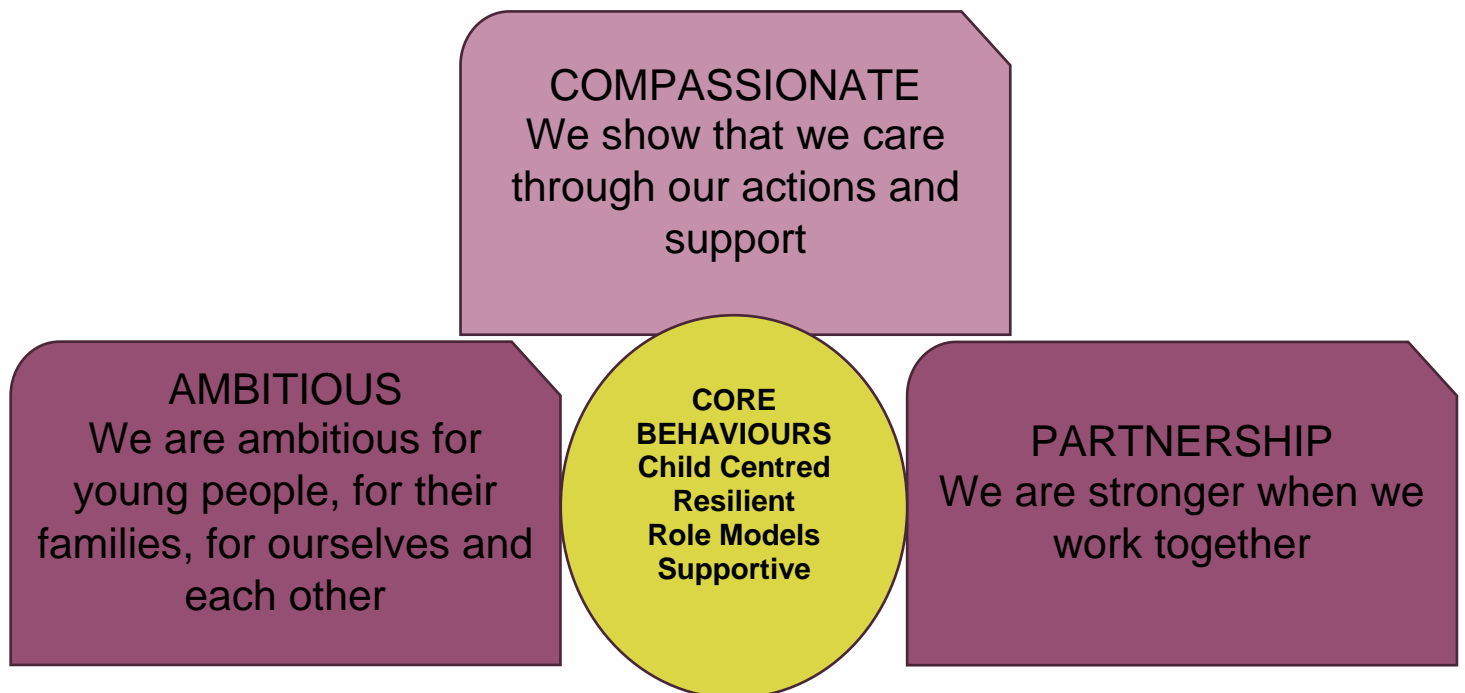 COMPASSIONATE
We show that we care
through our actions and
support
AMBITIOUS
We are ambitious for
young people, for their
families, for ourselves and
each other
CORE
BEHAVIOURS
Child Centred
Resilient
Role Models
Supportive
PARTNERSHIP
We are stronger when we
work together